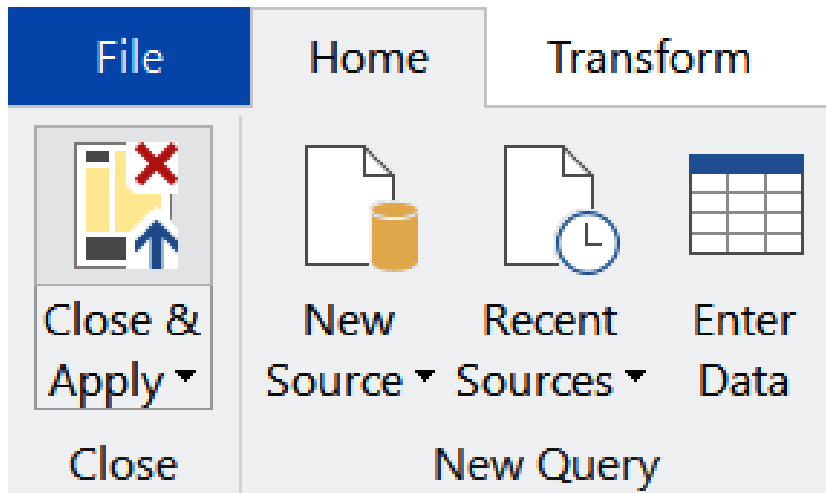 File Home Transform
Close & New Recent Enter
Apply Source Sources Data
Close New Query